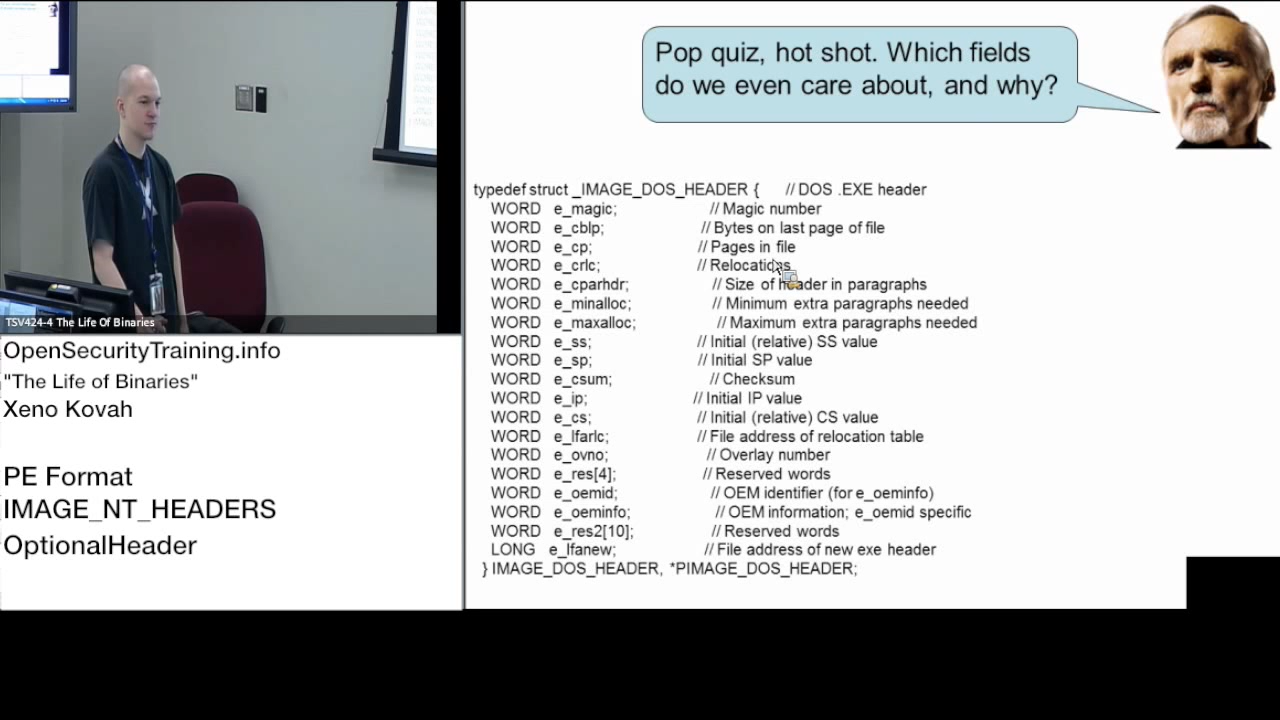 TSV424-4 The Life Of Binaries
OpenSecurityTraining.info
"The Life of Binaries"
Xeno Kovah
PE Format
IMAGE_NT_HEADERS
OptionalHeader
Pop quiz, hot shot. Which fields
do we even care about, and why?
typedef struct _IMAGE_DOS_HEADER { // DOS .EXE header
WORD e_magic; // Magic number
WORD e_cblp; // Bytes on last page of file
WORD e_cp; // Pages in file
WORD e_crlc; // Relocations
WORD e_cparhdr; // Size of header in paragraphs
WORD e_minalloc; // Minimum extra paragraphs needed
WORD e_maxalloc; // Maximum extra paragraphs needed
WORD e_ss; // Initial (relative) SS value
WORD e_sp; // Initial SP value
WORD e_csum; // Checksum
WORD e_ip; // Initial IP value
WORD e_cs; // Initial (relative) CS value
WORD e_lfarlc; // File address of relocation table
WORD e_ovno; // Overlay number
WORD e_res[4]; // Reserved words
WORD e_oemid; // OEM identifier (for e_oeminfo)
WORD e_oeminfo; // OEM information; e_oemid specific
WORD e_res2[10]; // Reserved words
LONG e_lfanew; // File address of new exe header
} IMAGE_DOS_HEADER, *PIMAGE_DOS_HEADER;